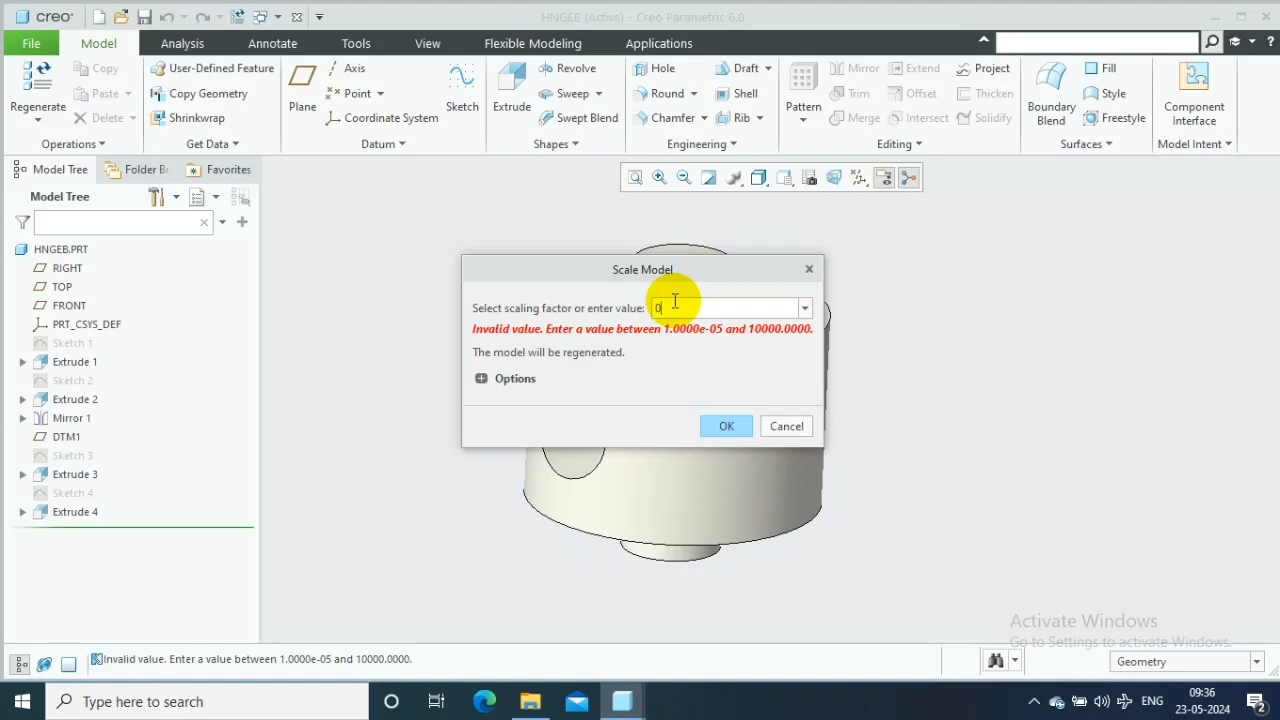 creo
HNGEB (Active) - Creo Parametric 6.0
File
Model
Analysis
Annotate
Tools
View
Flexible Modeling
Applications
Regenerate
Copy
Paste
Delete
Operations
User-Defined Feature
Copy Geometry
Shrinkwrap
Get Data
Plane
Axis
Point
Coordinate System
Sketch
Datum
Extrude
Revolve
Sweep
Swept Blend
Shapes
Hole
Round
Chamfer
Draft
Shell
Rib
Engineering
Pattern
Mirror
Trim
Merge
Extend
Offset
Intersect
Project
Thicken
Solidify
Editing
Boundary
Blend
Fill
Style
Freestyle
Surfaces
Component
Interface
Model Intent
Model Tree
Folder B
Favorites
Model Tree
HNGEB.PRT
RIGHT
TOP
FRONT
PRT_CSYS_DEF
Sketch 1
Extrude 1
Sketch 2
Extrude 2
Mirror 1
DTM1
Sketch 3
Extrude 3
Sketch 4
Extrude 4
Scale Model
Select scaling factor or enter value: 0
Invalid value. Enter a value between 1.0000e-05 and 10000.0000.
The model will be regenerated.
Options
OK
Cancel
Activate Windows
Go to Settings to activate Windows.
Invalid value. Enter a value between 1.0000e-05 and 10000.0000.
Geometry
Type here to search
ENG
09:36
23-05-2024
2